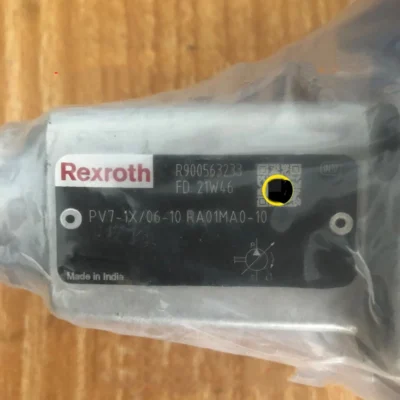 Rexroth
R900563233
FD 21W46
PV7-1X/06-10 RA01MA0-10
Made in India